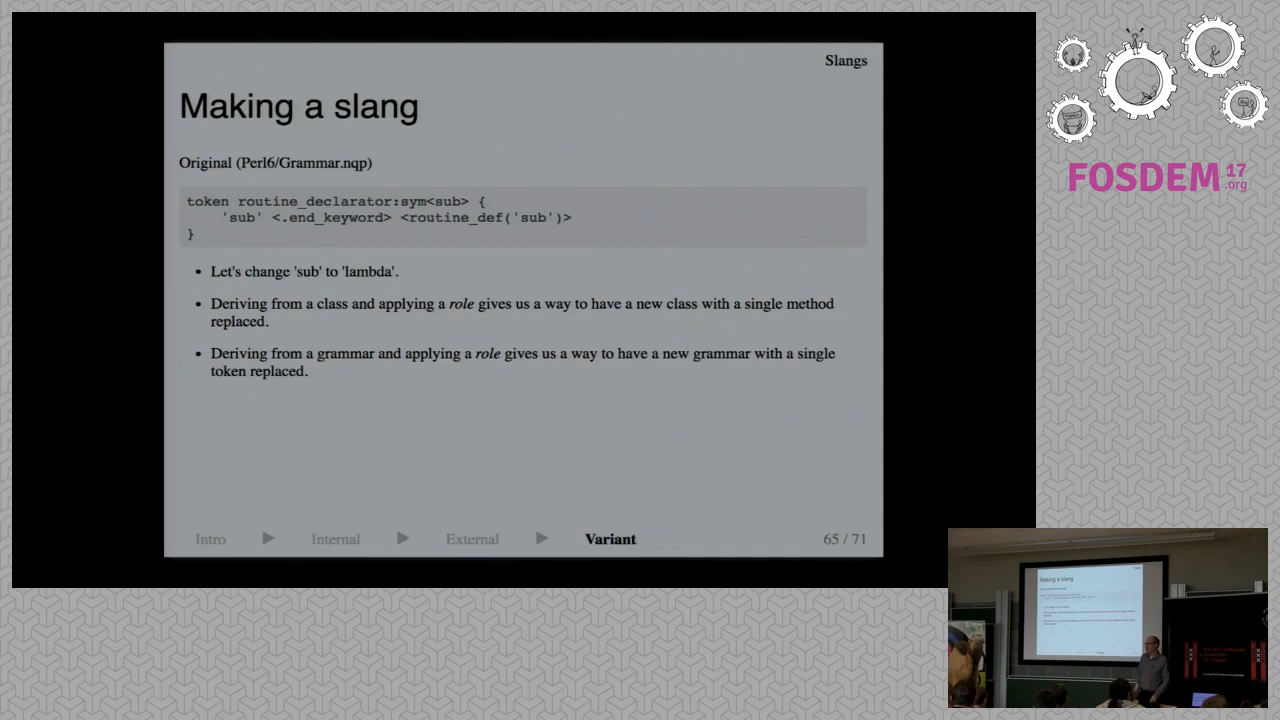 Slangs
Making a slang
Original (Perl6/Grammar.nqp)
token routine_declarator:sym<sub> {
'sub' <.end_keyword> <routine_def('sub')>
}
• Let's change 'sub' to 'lambda'.
• Deriving from a class and applying a role gives us a way to have a new class with a single method
replaced.
• Deriving from a grammar and applying a role gives us a way to have a new grammar with a single
token replaced.
Intro ▶ Internal ▶ External ▶ Variant 65 / 71
FOSDEM 17
.org
Making a slang